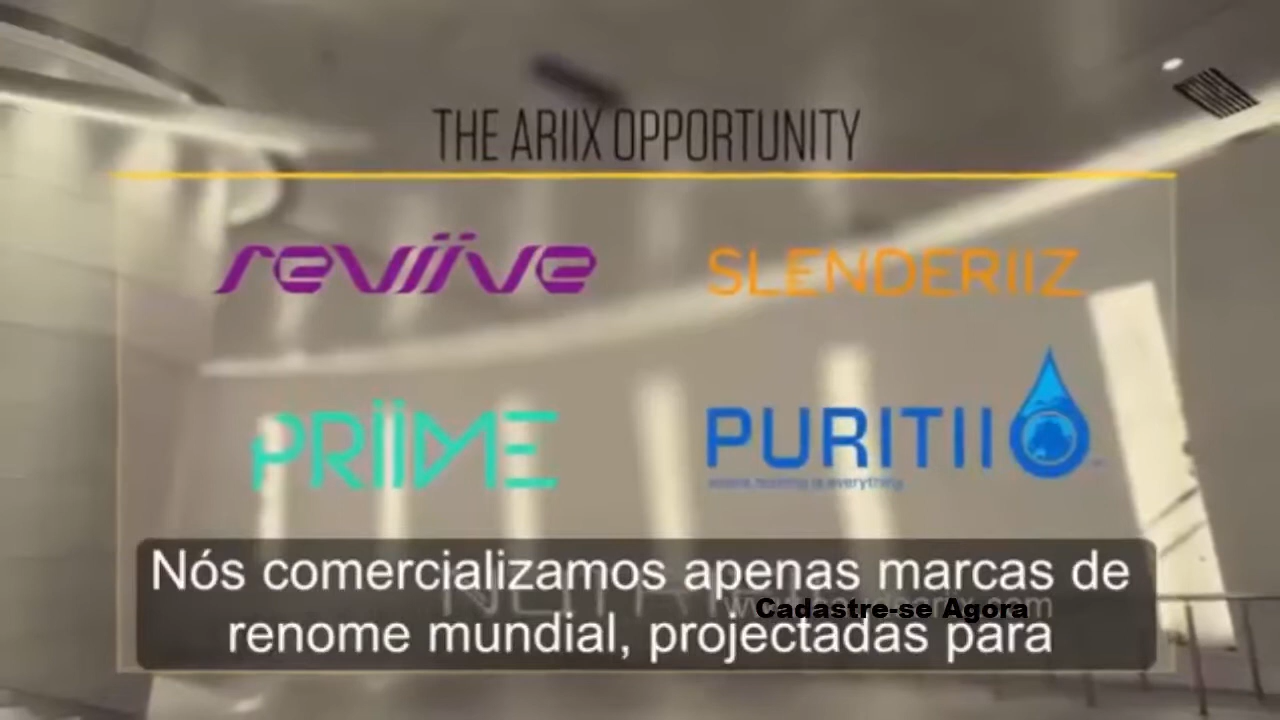 THE ARIIX OPPORTUNITY
reviive
SLENDERIIZ
PRIIME
PURITII
Nós comercializamos apenas marcas de
Cadastre-se Agora
renome mundial, projectadas para